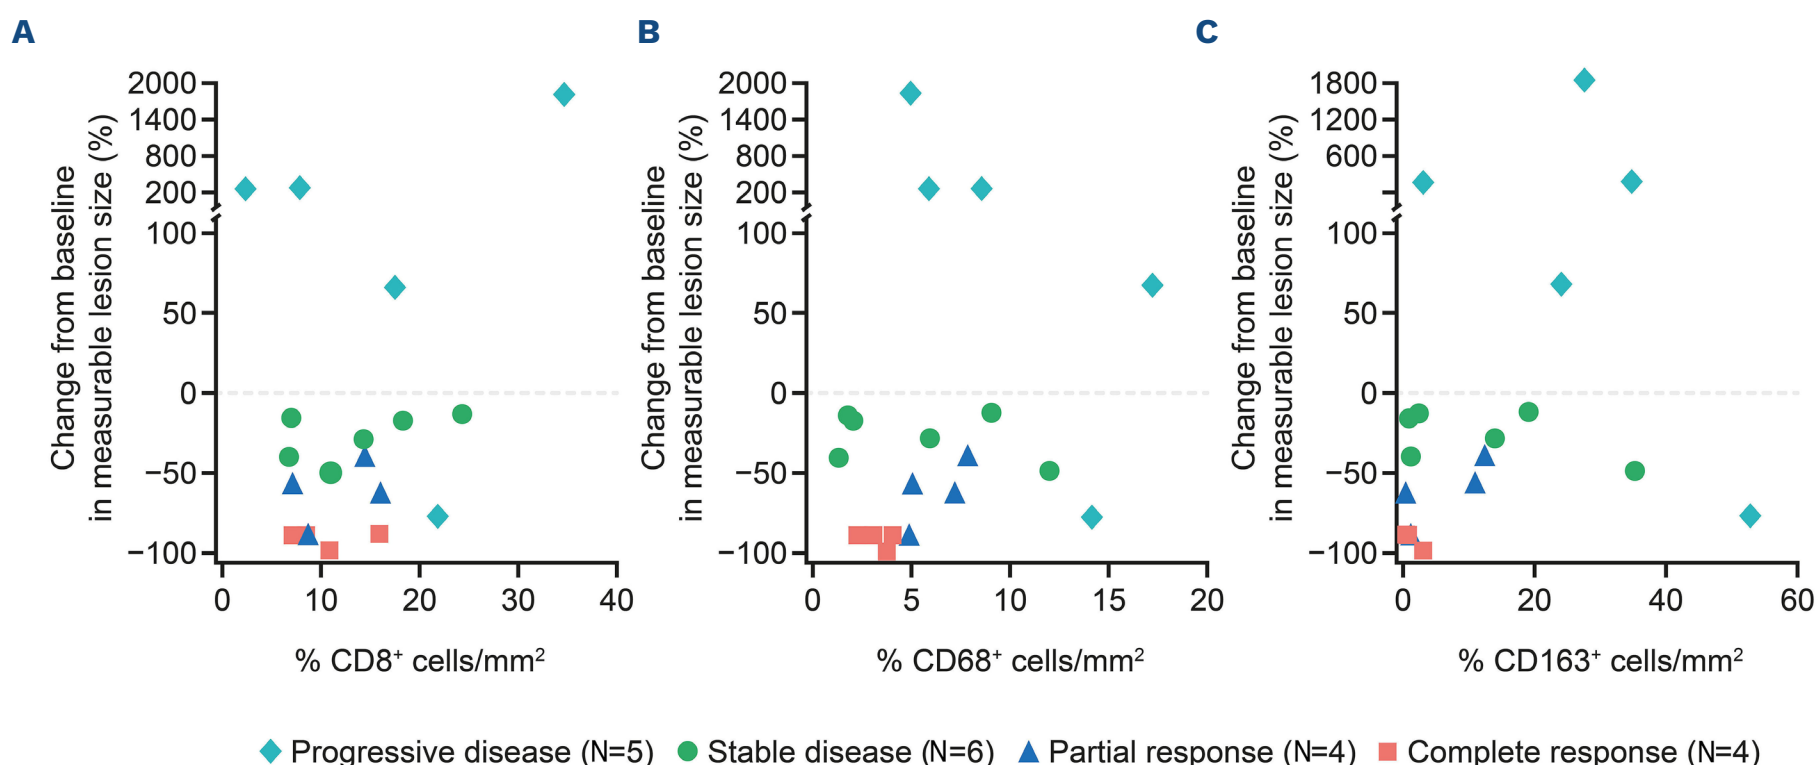 A
Change from baseline
in measurable lesion size (%)
2000
1400
800
200
100
50
0
−50
−100
0 10 20 30 40
% CD8⁺ cells/mm²
B
Change from baseline
in measurable lesion size (%)
2000
1400
800
200
100
50
0
−50
−100
0 5 10 15 20
% CD68⁺ cells/mm²
C
Change from baseline
in measurable lesion size (%)
1800
1200
600
100
50
0
−50
−100
0 20 40 60
% CD163⁺ cells/mm²
Progressive disease (N=5) Stable disease (N=6) Partial response (N=4) Complete response (N=4)